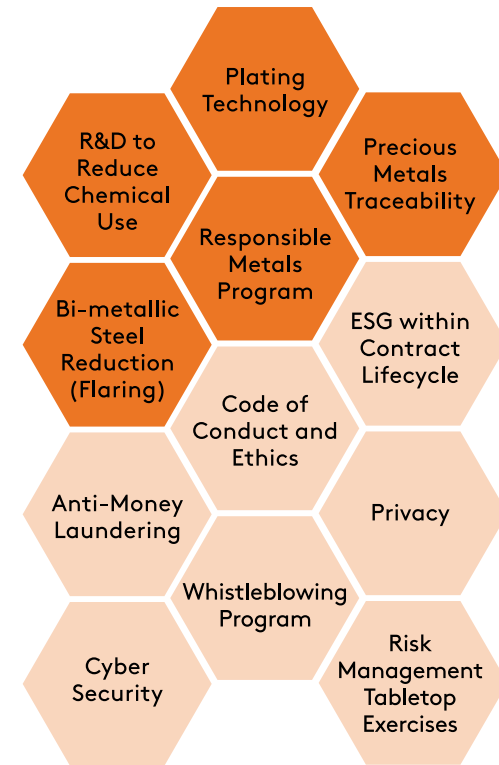 Plating
Technology
R&D to
Reduce
Chemical
Use
Precious
Metals
Traceability
Responsible
Metals
Program
Bi-metallic
Steel
Reduction
(Flaring)
ESG within
Contract
Lifecycle
Code of
Conduct and
Ethics
Anti-Money
Laundering
Privacy
Whistleblowing
Program
Cyber
Security
Risk
Management
Tabletop
Exercises